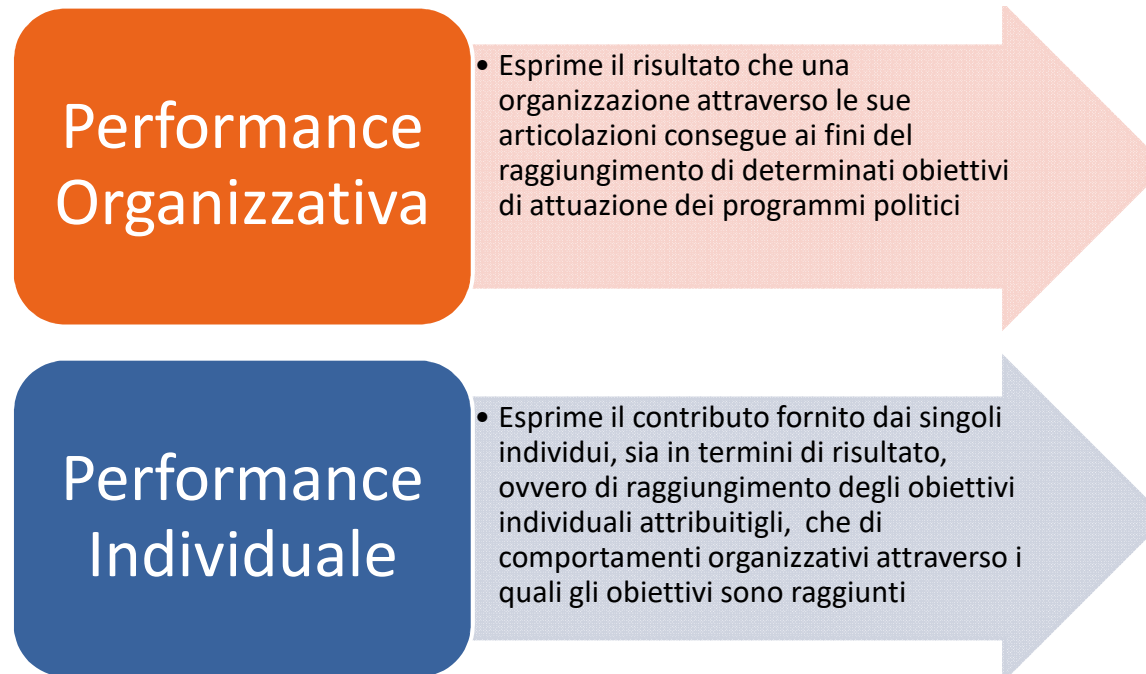 Performance
Organizzativa
• Esprime il risultato che una
organizzazione attraverso le sue
articolazioni consegue ai fini del
raggiungimento di determinati obiettivi
di attuazione dei programmi politici
Performance
Individuale
• Esprime il contributo fornito dai singoli
individui, sia in termini di risultato,
ovvero di raggiungimento degli obiettivi
individuali attribuitigli,  che di
comportamenti organizzativi attraverso i
quali gli obiettivi sono raggiunti